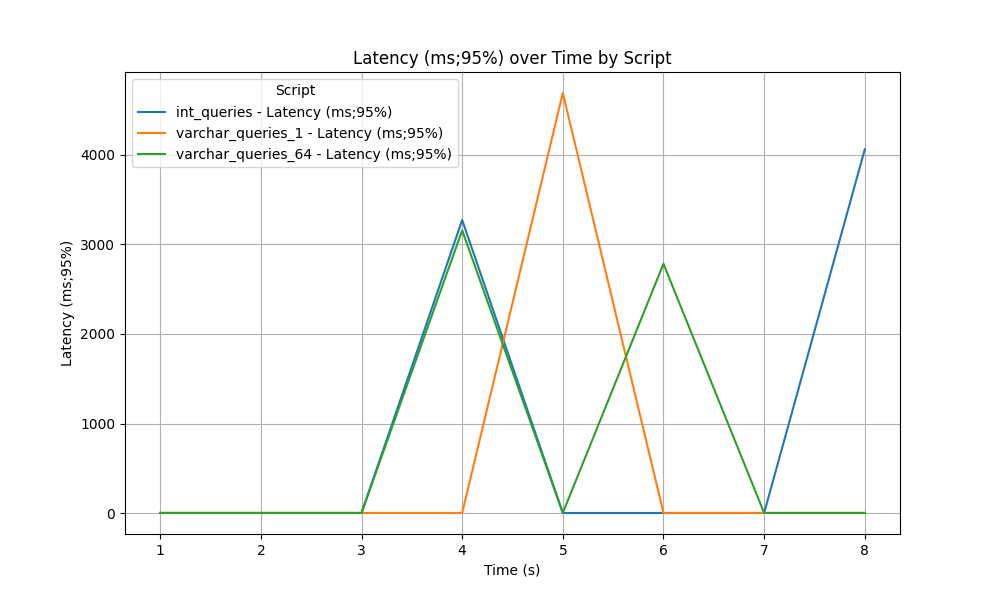 Latency (ms;95%) over Time by Script
Script
int_queries - Latency (ms;95%)
varchar_queries_1 - Latency (ms;95%)
varchar_queries_64 - Latency (ms;95%)
Latency (ms;95%)
4000
3000
2000
1000
0
1 2 3 4 5 6 7 8
Time (s)